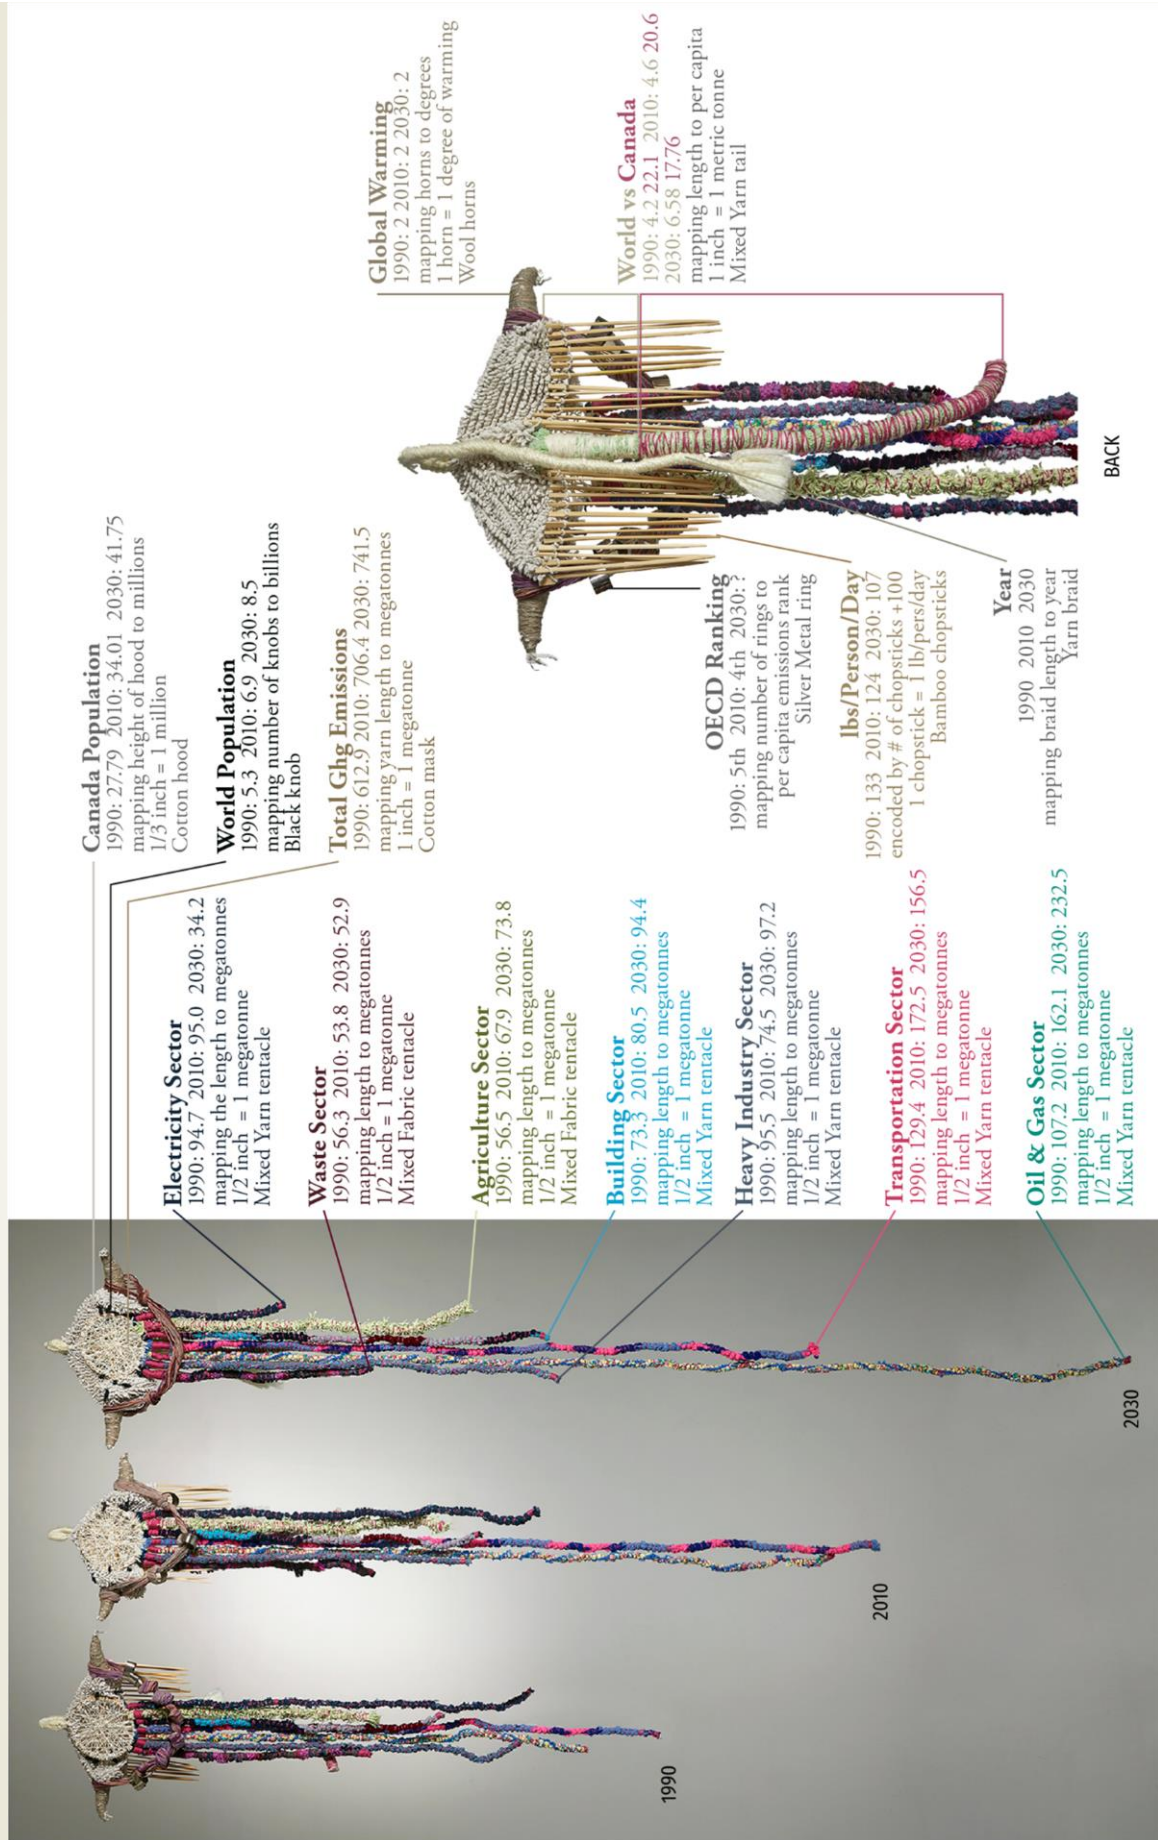 Canada Population
1990: 27.79 2010: 34.01 2030: 41.75
mapping height of hood to millions
1/3 inch = 1 million
Cotton hood
World Population
1990: 5.3 2010: 6.9 2030: 8.5
mapping number of knobs to billions
Black knob
Total Ghg Emissions
1990: 612.9 2010: 706.4 2030: 741.5
mapping yarn length to megatonnes
1 inch = 1 megatonne
Cotton mask
Electricity Sector
1990: 94.7 2010: 95.0 2030: 34.2
mapping the length to megatonnes
1/2 inch = 1 megatonne
Mixed Yarn tentacle
Waste Sector
1990: 56.3 2010: 53.8 2030: 52.9
mapping length to megatonnes
1/2 inch = 1 megatonne
Mixed Fabric tentacle
Agriculture Sector
1990: 56.5 2010: 67.9 2030: 73.8
mapping length to megatonnes
1/2 inch = 1 megatonne
Mixed Fabric tentacle
Building Sector
1990: 73.3 2010: 80.5 2030: 94.4
mapping length to megatonnes
1/2 inch = 1 megatonne
Mixed Yarn tentacle
Heavy Industry Sector
1990: 95.5 2010: 74.5 2030: 97.2
mapping length to megatonnes
1/2 inch = 1 megatonne
Mixed Yarn tentacle
Transportation Sector
1990: 129.4 2010: 172.5 2030: 156.5
mapping length to megatonnes
1/2 inch = 1 megatonne
Mixed Yarn tentacle
Oil & Gas Sector
1990: 107.2 2010: 162.1 2030: 232.5
mapping length to megatonnes
1/2 inch = 1 megatonne
Mixed Yarn tentacle
Global Warming
1990: 2 2010: 2 2030: 2
mapping horns to degrees
1 horn = 1 degree of warming
Wool horns
World vs Canada
1990: 4.2 22.1 2010: 4.6 20.6
2030: 6.58 17.76
mapping length to per capita
1 inch = 1 metric tonne
Mixed Yarn tail
OECD Ranking
1990: 5th 2010: 4th 2030: ?
mapping number of rings to
per capita emissions rank
Silver Metal ring
lbs/Person/Day
1990: 133 2010: 124 2030: 107
encoded by # of chopsticks +100
1 chopstick = 1 lb/pers/day
Bamboo chopsticks
Year
1990 2010 2030
mapping braid length to year
Yarn braid
BACK
1990
2010
2030